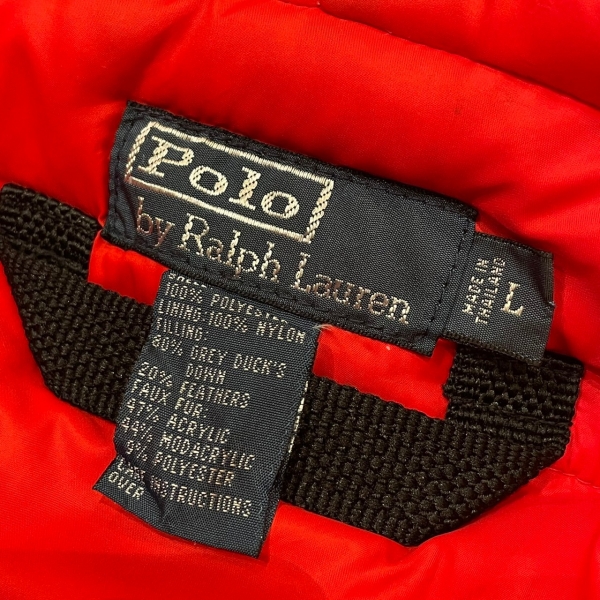 Polo
by Ralph Lauren
MADE IN
THAILAND
L
100% POLYESTER
LINING:100% NYLON
FILLING:
80% GREY DUCK'S
DOWN
20% FEATHERS
FAUX FUR:
47% ACRYLIC
44% MODACRYLIC
9% POLYESTER
INSTRUCTIONS
OVER